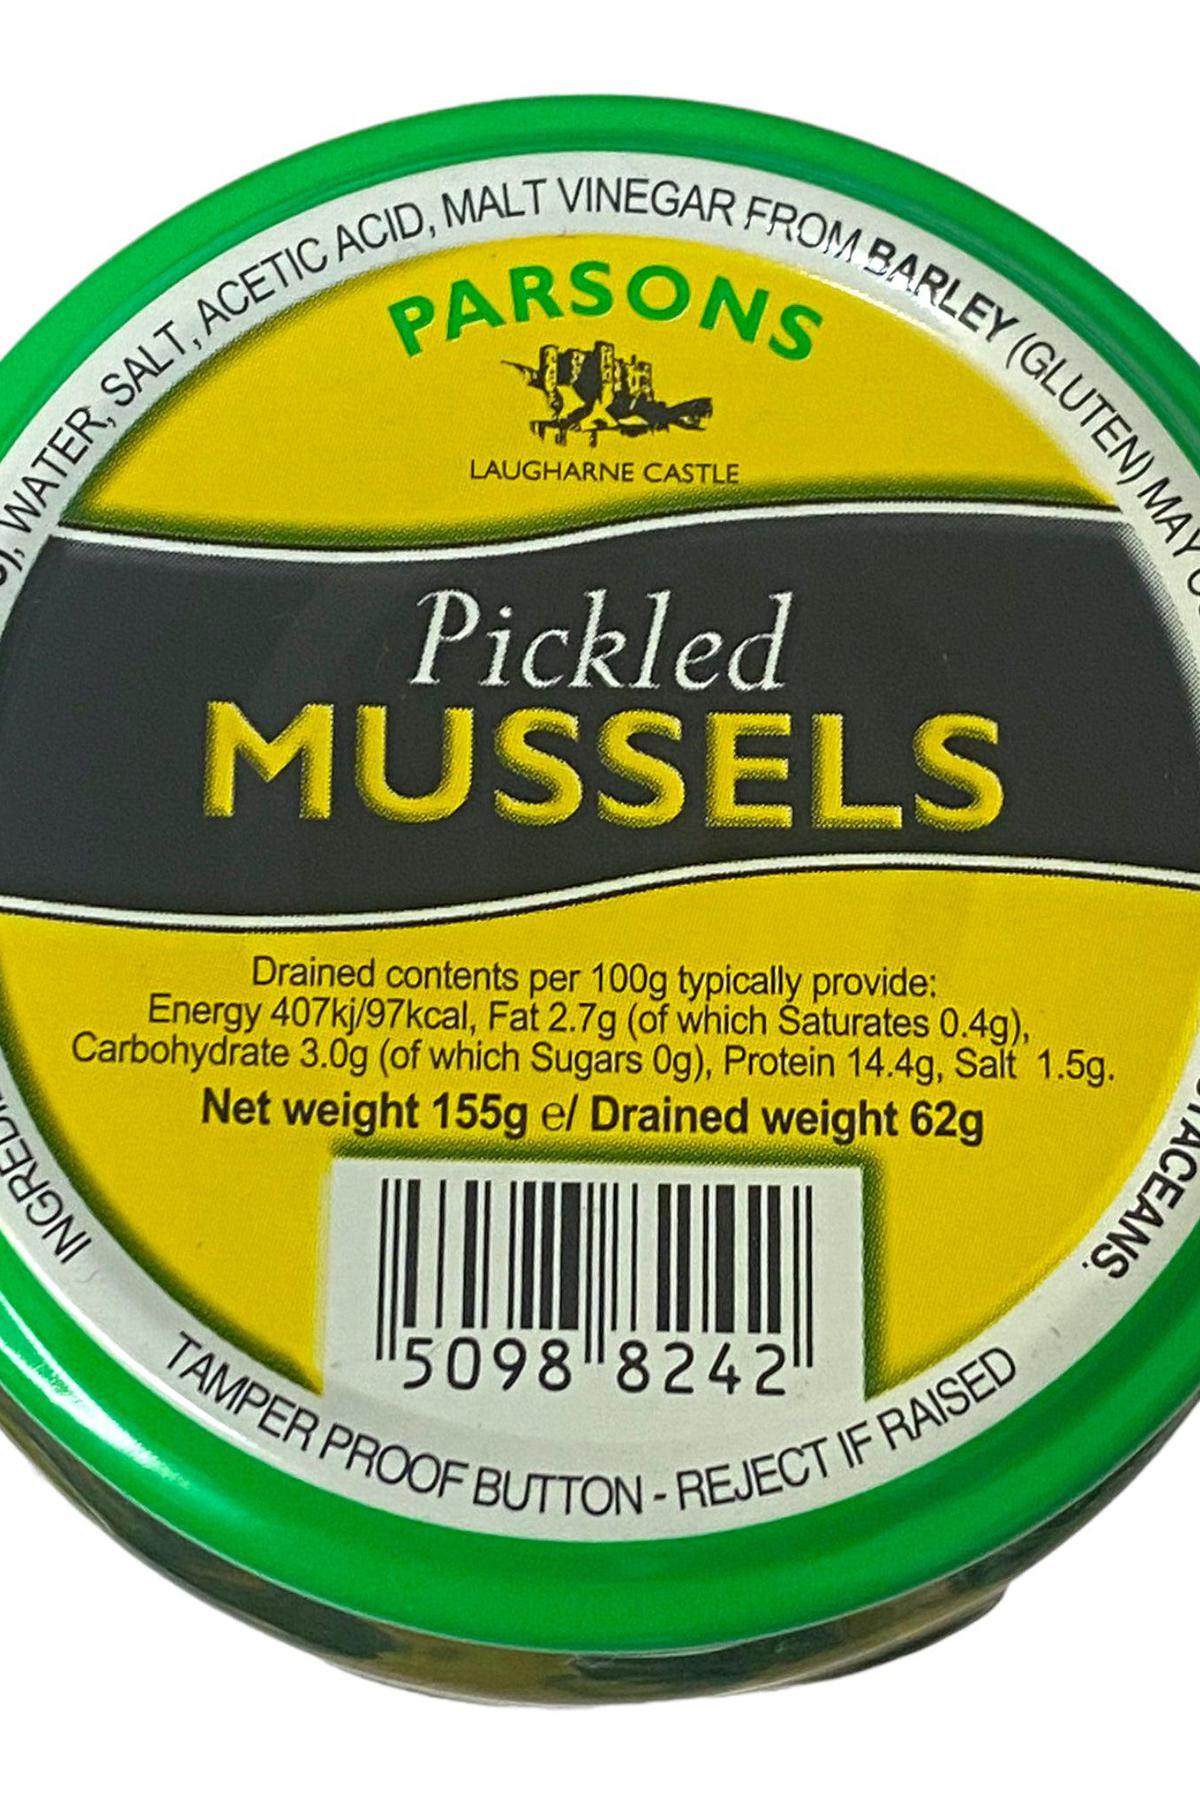 WATER, SALT, ACETIC ACID, MALT VINEGAR FROM BARLEY (GLUTEN) MAY
PARSONS
LAUGHARNE CASTLE
Pickled
MUSSELS
Drained contents per 100g typically provide:
Energy 407kj/97kcal, Fat 2.7g (of which Saturates 0.4g),
Carbohydrate 3.0g (of which Sugars 0g), Protein 14.4g, Salt 1.5g.
Net weight 155g e/ Drained weight 62g
5098 8242
TAMPER PROOF BUTTON - REJECT IF RAISED